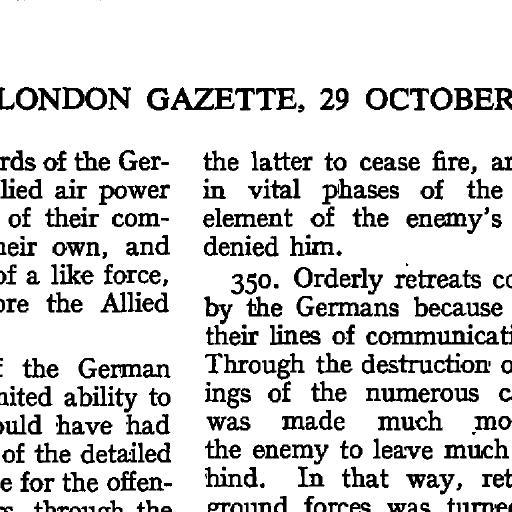 LONDON GAZETTE, 29 OCTOBER
rds of the Ger-
lied air power
of their com-
heir own, and
of a like force,
ore the Allied
f the German
nited ability to
ould have had
of the detailed
e for the offen-
through the
the latter to cease fire, an
in vital phases of the
element of the enemy's
denied him.
350. Orderly retreats co
by the Germans because
their lines of communicati
Through the destruction o
ings of the numerous c
was made much mo
the enemy to leave much
hind. In that way, ret
ground forces was turne